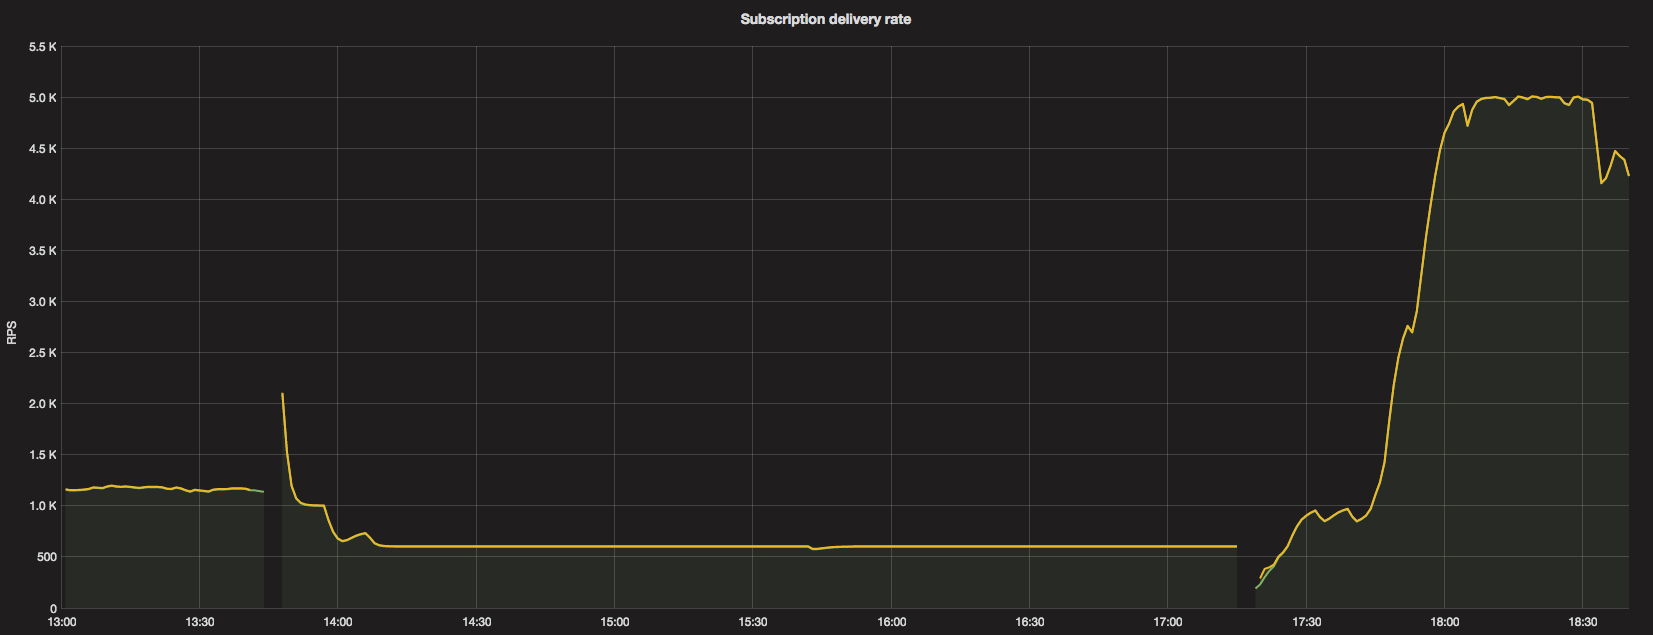 Subscription delivery rate
5.5 K
5.0 K
4.5 K
4.0 K
3.5 K
3.0 K
2.5 K
2.0 K
1.5 K
1.0 K
500
0
RPS
13:00 13:30 14:00 14:30 15:00 15:30 16:00 16:30 17:00 17:30 18:00 18:30